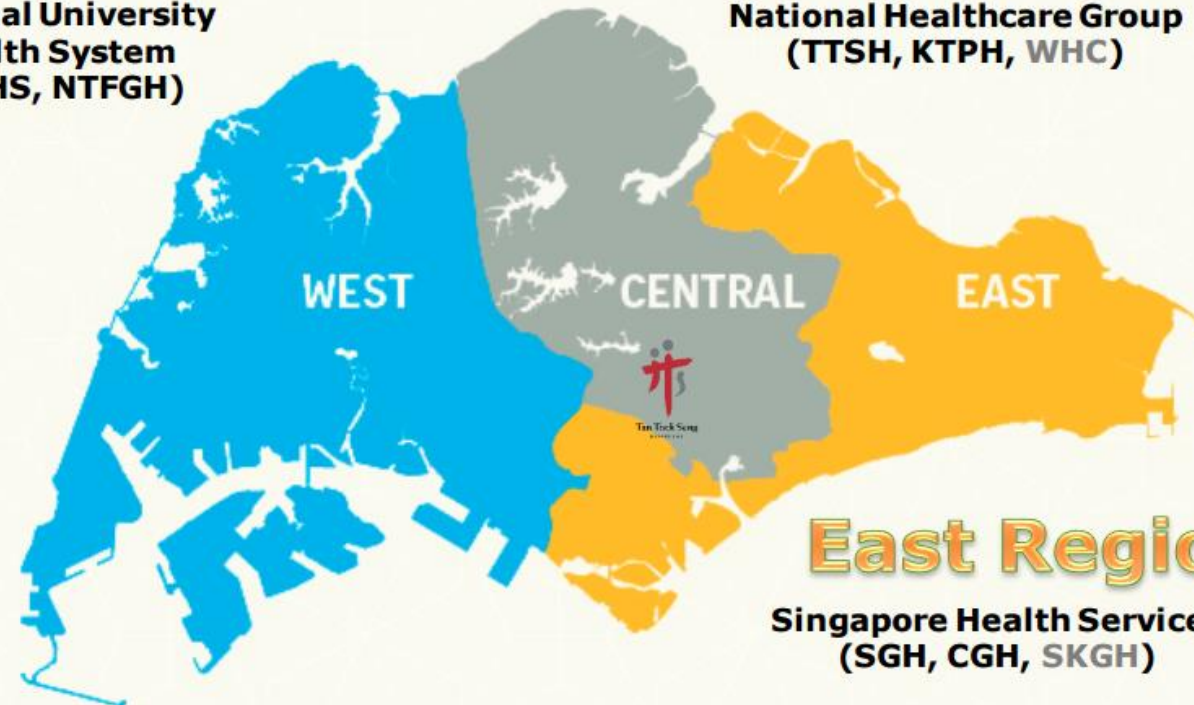 al University
lth System
HS, NTFGH)
National Healthcare Group
(TTSH, KTPH, WHC)
WEST
CENTRAL
EAST
Tan Tock Seng
HOSPITAL
East Regio
Singapore Health Service
(SGH, CGH, SKGH)